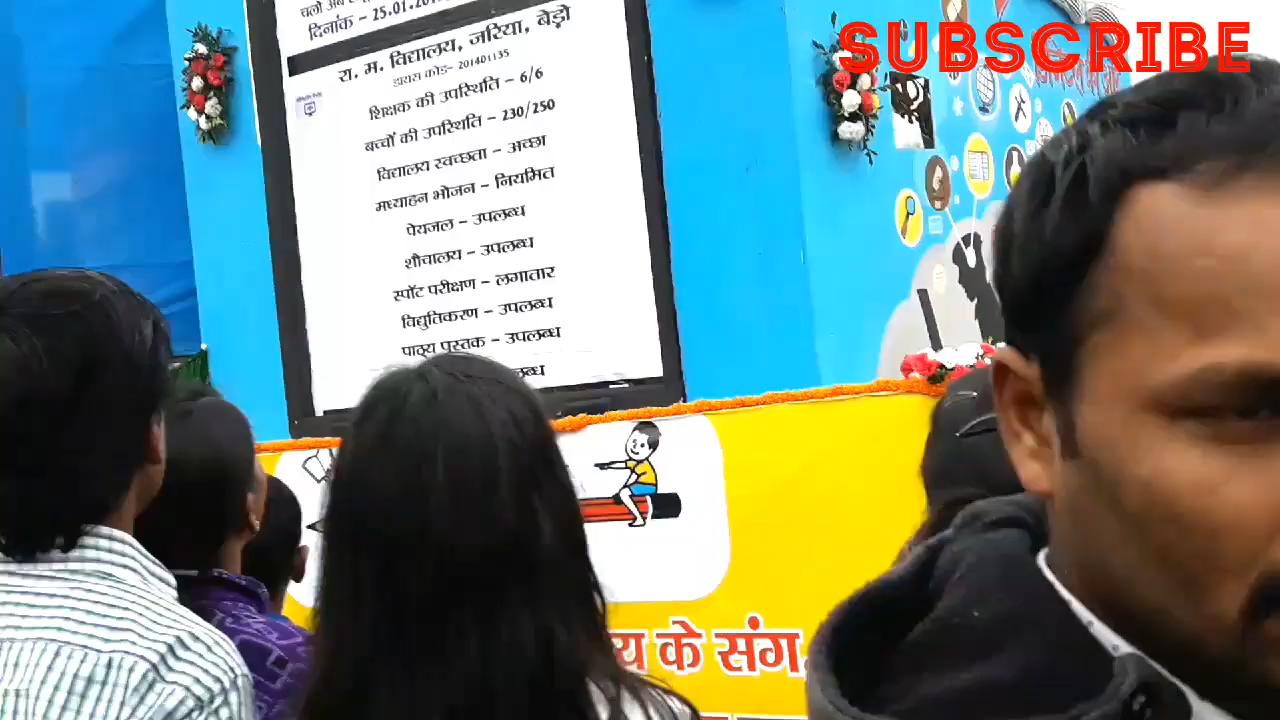 SUBSCRIBE
दिनांक – 25.01.
रा. म. विद्यालय, जरिया, बेड़ो
डायस कोड- 201401135
शिक्षक की उपस्थिति – 6/6
बच्चों की उपस्थिति – 230/250
विद्यालय स्वच्छता – अच्छा
मध्याहन भोजन – नियमित
पेयजल – उपलब्ध
शौचालय – उपलब्ध
स्पॉट परीक्षण – लगातार
विद्युतिकरण – उपलब्ध
पाठ्य पुस्तक – उपलब्ध
के संग,